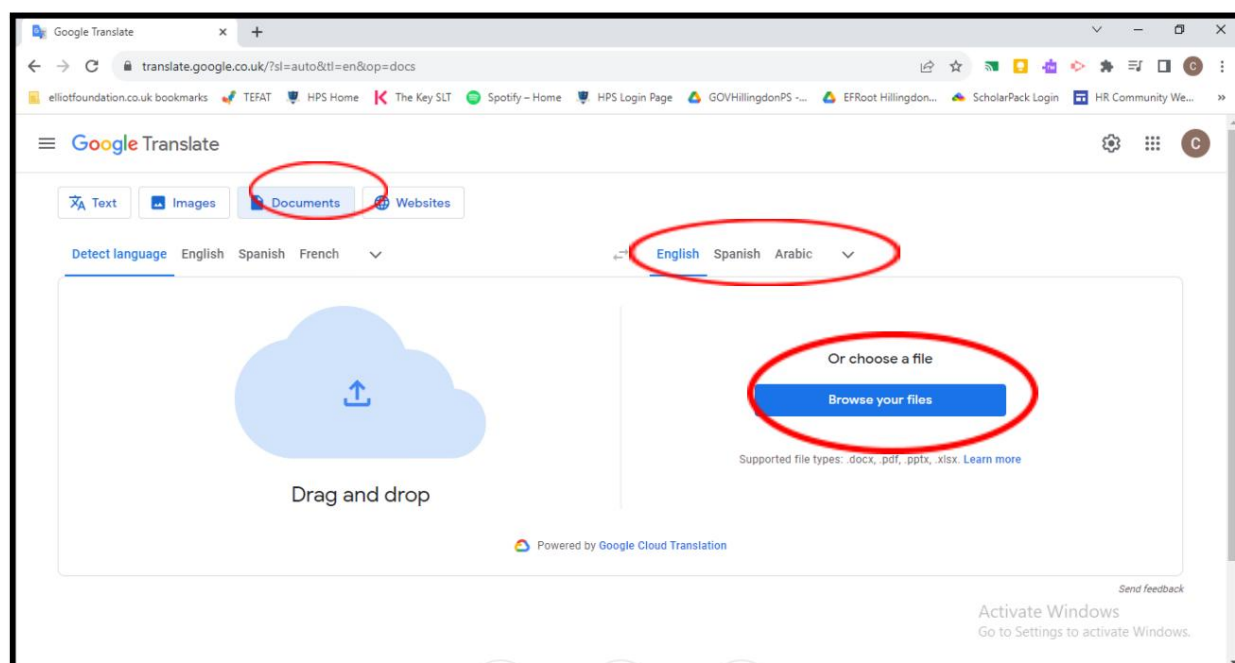 Google Translate
translate.google.co.uk/?sl=auto&tl=en&op=docs
C
elliotfoundation.co.uk bookmarks TEFAT HPS Home The Key SLT Spotify – Home HPS Login Page GOVHillingdonPS -... EFRoot Hillingdon... ScholarPack Login HR Community We... »
Google Translate
C
Text Images Documents Websites
Detect language English Spanish French
English Spanish Arabic
Drag and drop
Or choose a file
Browse your files
Supported file types: .docx, .pdf, .pptx, .xlsx. Learn more
Powered by Google Cloud Translation
Send feedback
Activate Windows
Go to Settings to activate Windows.